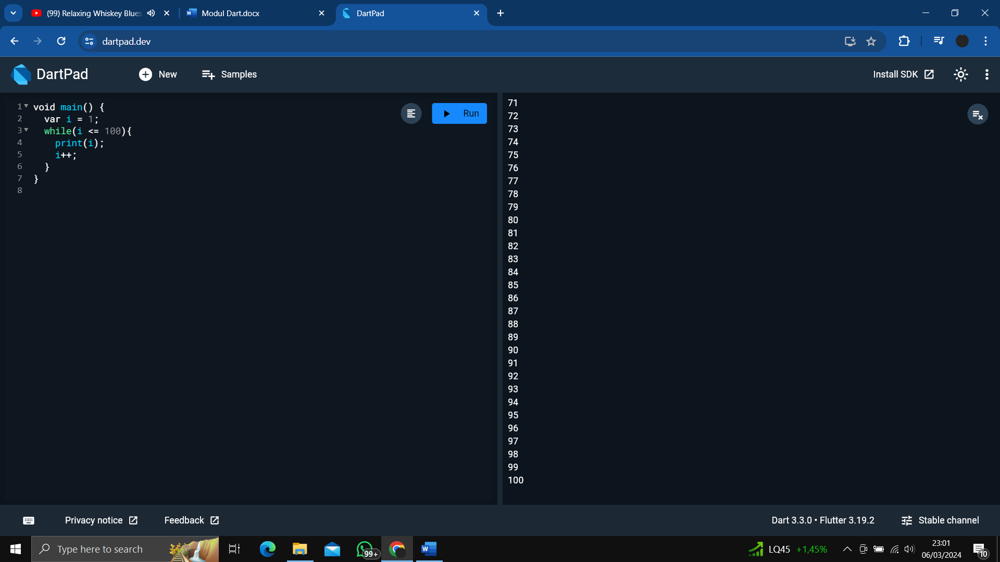 (99) Relaxing Whiskey Blues
Modul Dart.docx
DartPad
dartpad.dev
DartPad
New
Samples
Install SDK
1 void main() {
2 var i = 1;
3 while(i <= 100){
4 print(i);
5 i++;
6 }
7 }
8
Run
71
72
73
74
75
76
77
78
79
80
81
82
83
84
85
86
87
88
89
90
91
92
93
94
95
96
97
98
99
100
Privacy notice
Feedback
Dart 3.3.0 • Flutter 3.19.2
Stable channel
Type here to search
99+
LQ45 +1,45%
23:01
06/03/2024
10